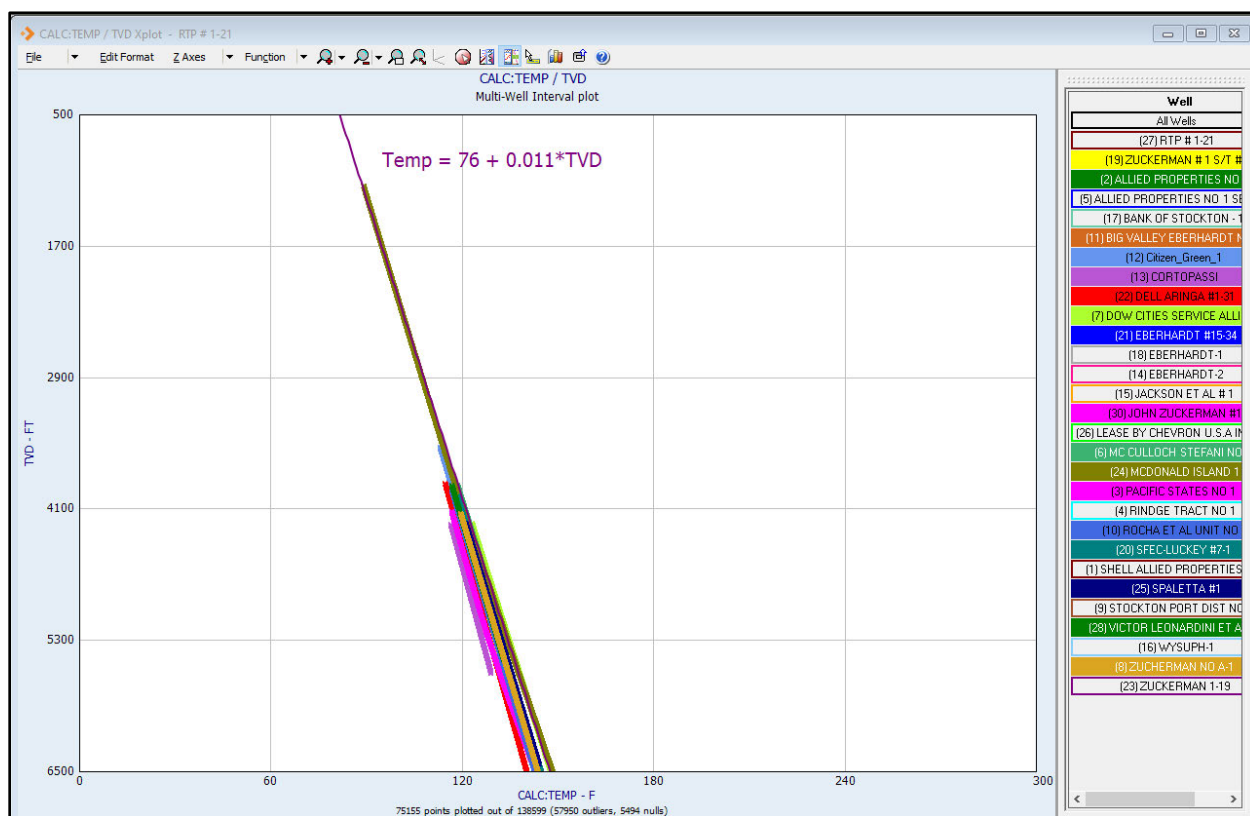 CALC:TEMP / TVD Xplot - RTP # 1-21
File Edit Format Z Axes Function
CALC:TEMP / TVD
Multi-Well Interval plot
Temp = 76 + 0.011*TVD
500
1700
2900
4100
5300
6500
TVD - FT
0 60 120 180 240 300
CALC:TEMP - F
75155 points plotted out of 138599 (57950 outliers, 5494 nulls)
Well
All Wells
(27) RTP # 1-21
(19) ZUCKERMAN # 1 S/T #
(2) ALLIED PROPERTIES NO
(5) ALLIED PROPERTIES NO 1 SE
(17) BANK OF STOCKTON - 1
(11) BIG VALLEY EBERHARDT N
(12) Citizen_Green_1
(13) CORTOPASSI
(22) DELL ARINGA #1-31
(7) DOW CITIES SERVICE ALLI
(21) EBERHARDT #15-34
(18) EBERHARDT-1
(14) EBERHARDT-2
(15) JACKSON ET AL # 1
(30) JOHN ZUCKERMAN #1
(26) LEASE BY CHEVRON U.S.A IN
(6) MC CULLOCH STEFANI NO
(24) MCDONALD ISLAND 1
(3) PACIFIC STATES NO 1
(4) RINDGE TRACT NO 1
(10) ROCHA ET AL UNIT NO
(20) SFEC-LUCKEY #7-1
(1) SHELL ALLIED PROPERTIES
(25) SPALETTA #1
(9) STOCKTON PORT DIST NO
(28) VICTOR LEONARDINI ET A
(16) WYSUPH-1
(8) ZUCHERMAN NO A-1
(23) ZUCKERMAN 1-19